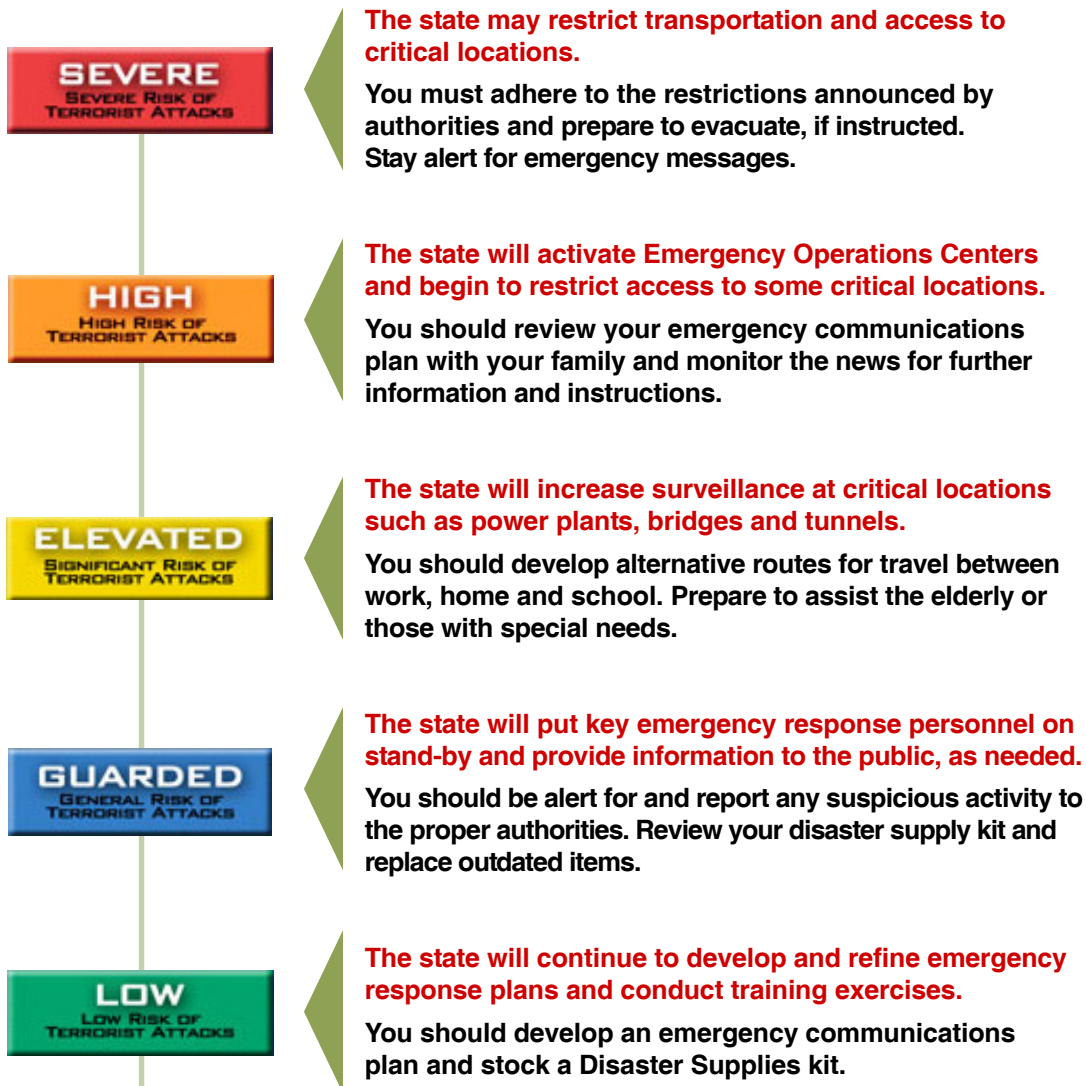 SEVERE
SEVERE RISK OF
TERRORIST ATTACKS
The state may restrict transportation and access to
critical locations.
You must adhere to the restrictions announced by
authorities and prepare to evacuate, if instructed.
Stay alert for emergency messages.
HIGH
HIGH RISK OF
TERRORIST ATTACKS
The state will activate Emergency Operations Centers
and begin to restrict access to some critical locations.
You should review your emergency communications
plan with your family and monitor the news for further
information and instructions.
ELEVATED
SIGNIFICANT RISK OF
TERRORIST ATTACKS
The state will increase surveillance at critical locations
such as power plants, bridges and tunnels.
You should develop alternative routes for travel between
work, home and school. Prepare to assist the elderly or
those with special needs.
GUARDED
GENERAL RISK OF
TERRORIST ATTACKS
The state will put key emergency response personnel on
stand-by and provide information to the public, as needed.
You should be alert for and report any suspicious activity to
the proper authorities. Review your disaster supply kit and
replace outdated items.
LOW
LOW RISK OF
TERRORIST ATTACKS
The state will continue to develop and refine emergency
response plans and conduct training exercises.
You should develop an emergency communications
plan and stock a Disaster Supplies kit.